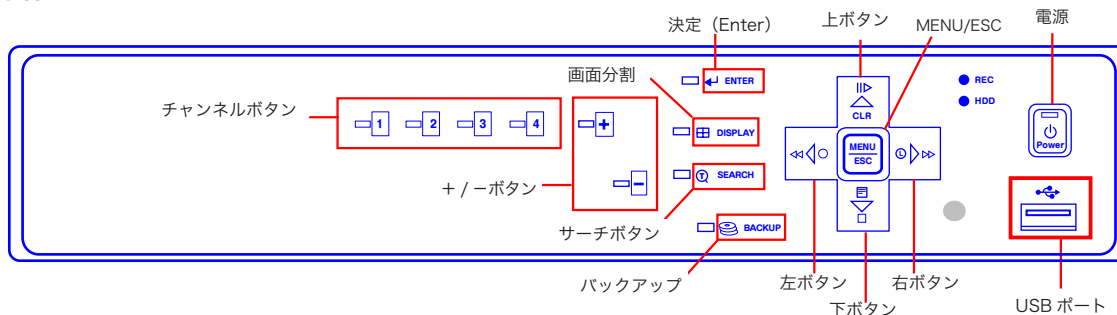 決定（Enter）
上ボタン
MENU/ESC
電源
画面分割
ENTER
REC
HDD
チャンネルボタン
1 2 3 4
+
DISPLAY
CLR
MENU
ESC
L
Power
+ / −ボタン
−
T SEARCH
サーチボタン
BACKUP
バックアップ
左ボタン
下ボタン
右ボタン
USB ポート